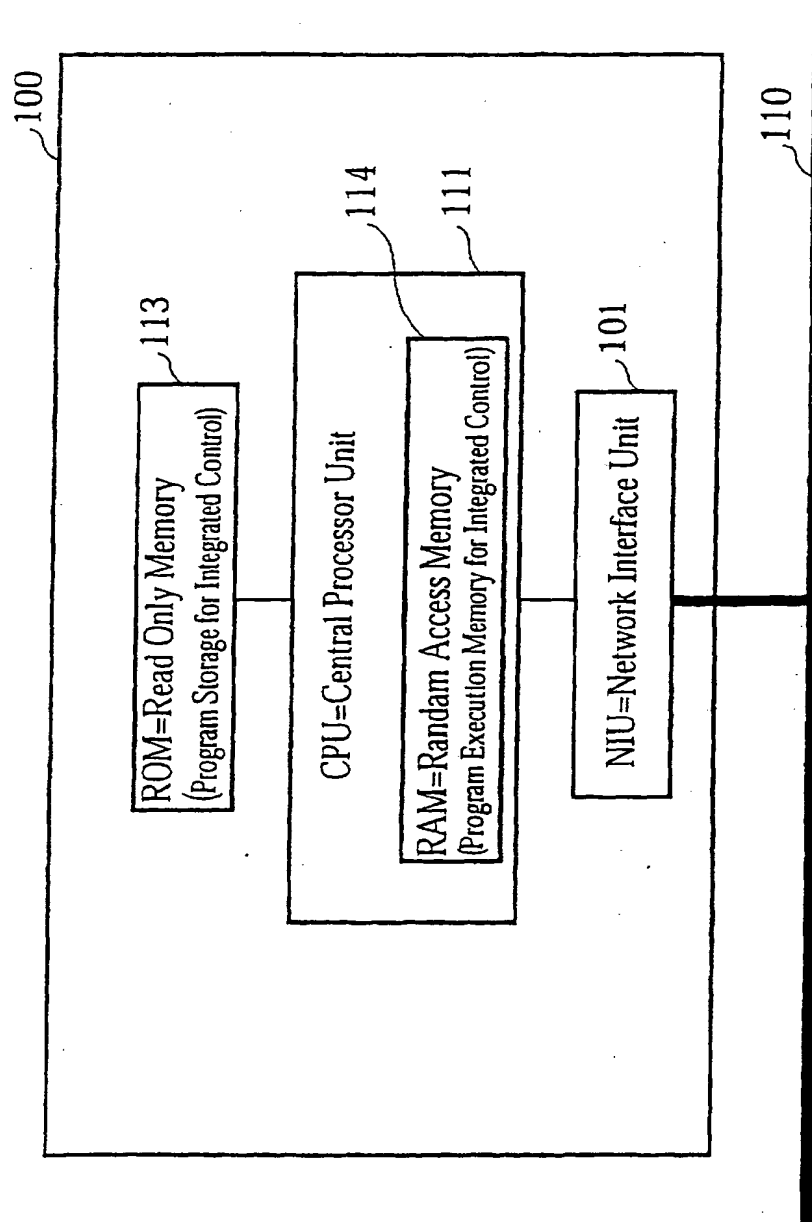 100
113
ROM=Read Only Memory
(Program Storage for Integrated Control)
114
111
CPU=Central Processor Unit
RAM=Randam Access Memory
(Program Execution Memory for Integrated Control)
101
NIU=Network Interface Unit
110